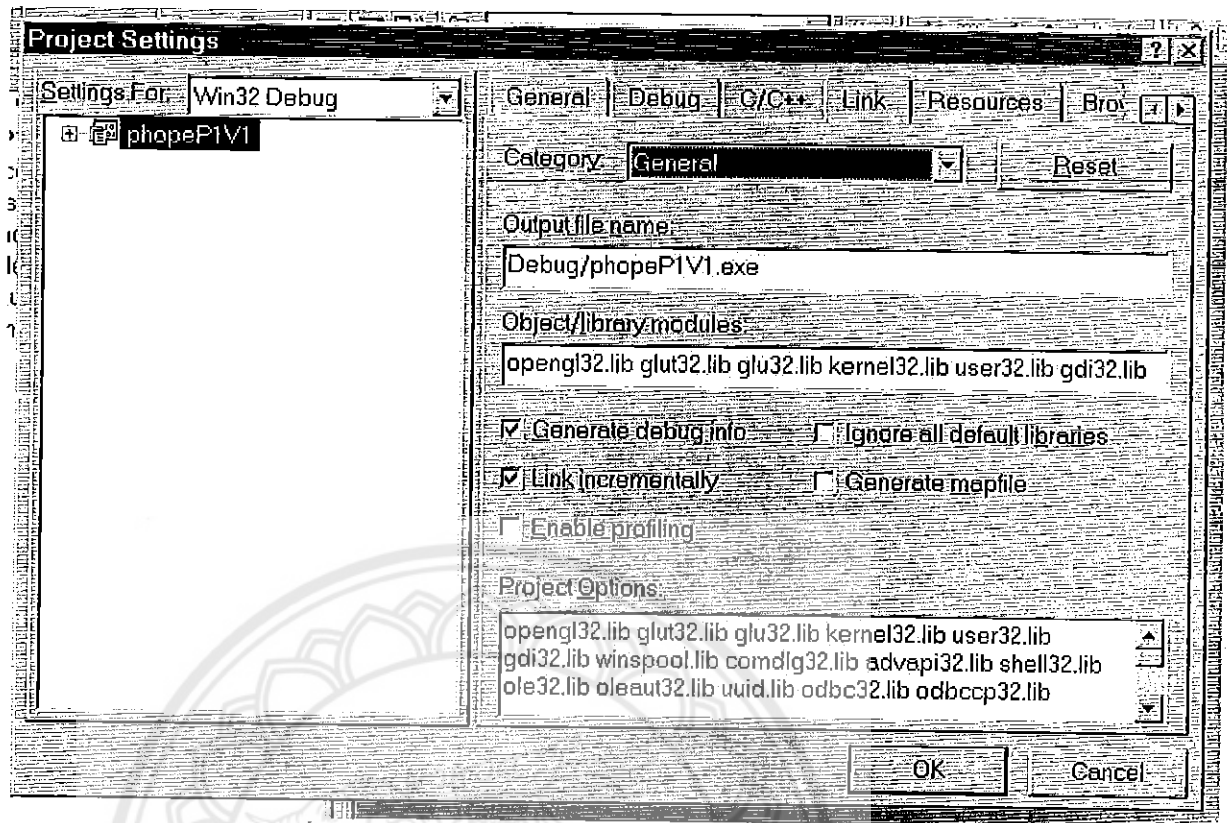 Project Settings
Settings For: Win32 Debug
phopeP1V1
General Debug C/C++ Link Resources
Category: General Reset
Output file name:
Debug/phopeP1V1.exe
Object/library modules:
opengl32.lib glut32.lib glu32.lib kernel32.lib user32.lib gdi32.lib
Generate debug info Ignore all default libraries
Link incrementally Generate mapfile
Enable profiling
Project Options:
opengl32.lib glut32.lib glu32.lib kernel32.lib user32.lib
gdi32.lib winspool.lib comdlg32.lib advapi32.lib shell32.lib
ole32.lib oleaut32.lib uuid.lib odbc32.lib odbccp32.lib
OK Cancel